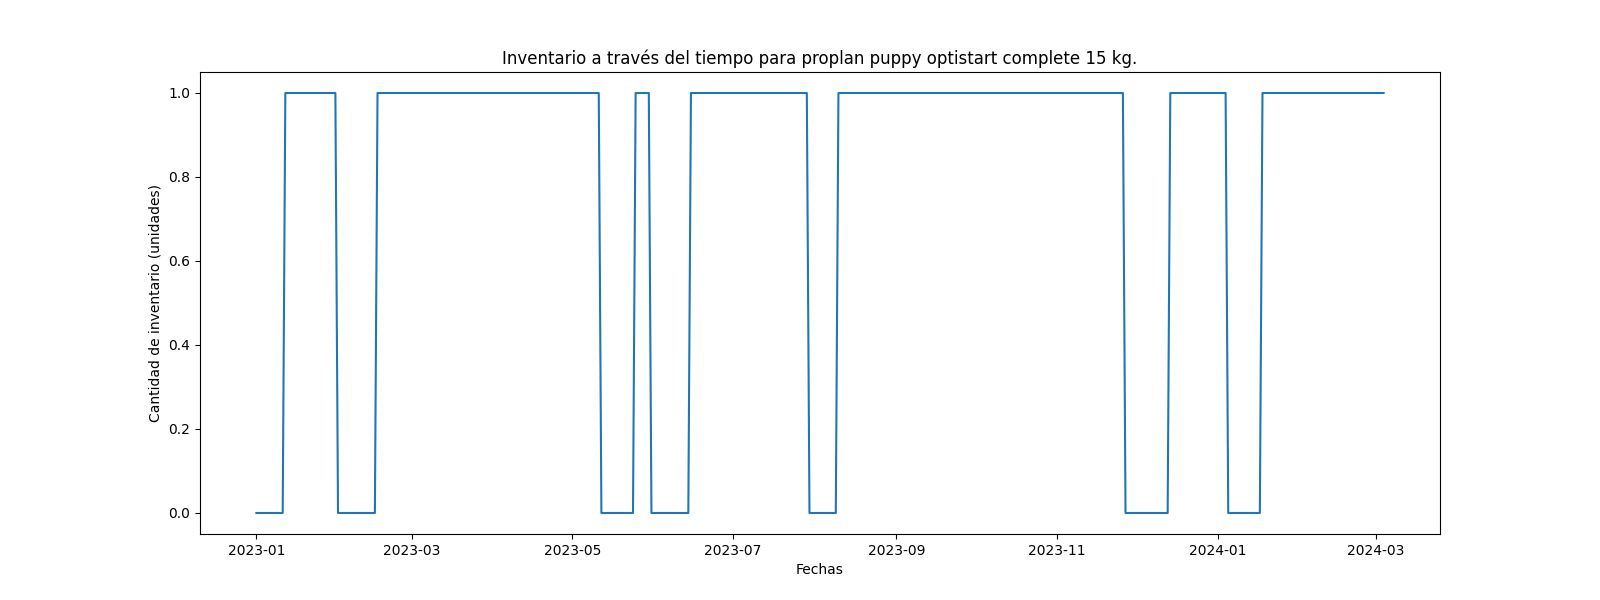 Inventario a través del tiempo para proplan puppy optistart complete 15 kg.
Cantidad de inventario (unidades)
1.0
0.8
0.6
0.4
0.2
0.0
2023-01 2023-03 2023-05 2023-07 2023-09 2023-11 2024-01 2024-03
Fechas